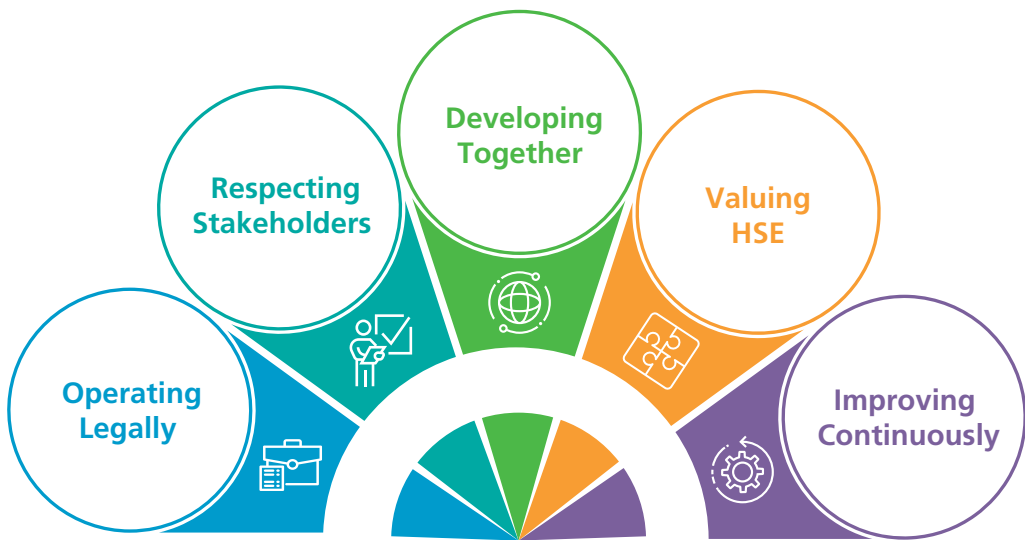 Operating
Legally
Respecting
Stakeholders
Developing
Together
Valuing
HSE
Improving
Continuously